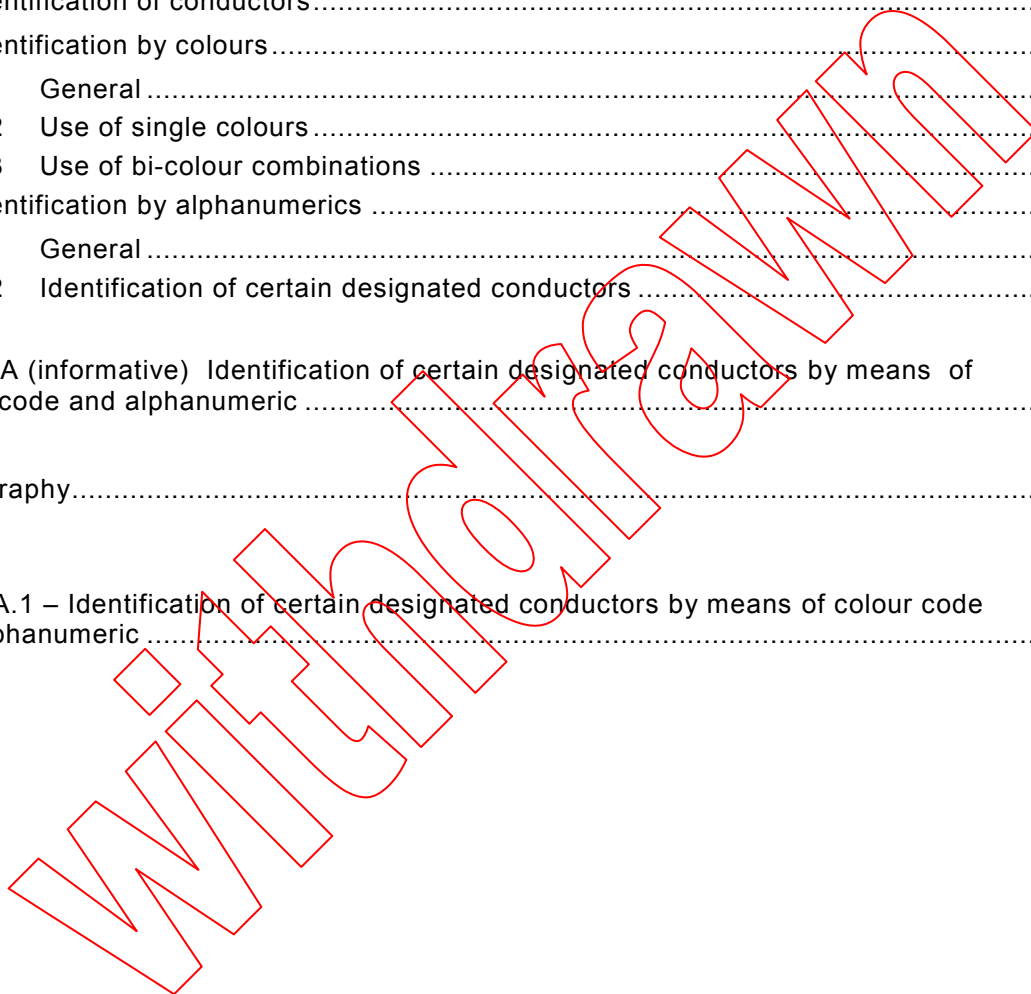 entification of conductors
entification by colours
General
2 Use of single colours
3 Use of bi-colour combinations
entification by alphanumerics
General
2 Identification of certain designated conductors
A (informative) Identification of certain designated conductors by means of
code and alphanumeric
raphy
A.1 – Identification of certain designated conductors by means of colour code
phanumeric
withdrawn